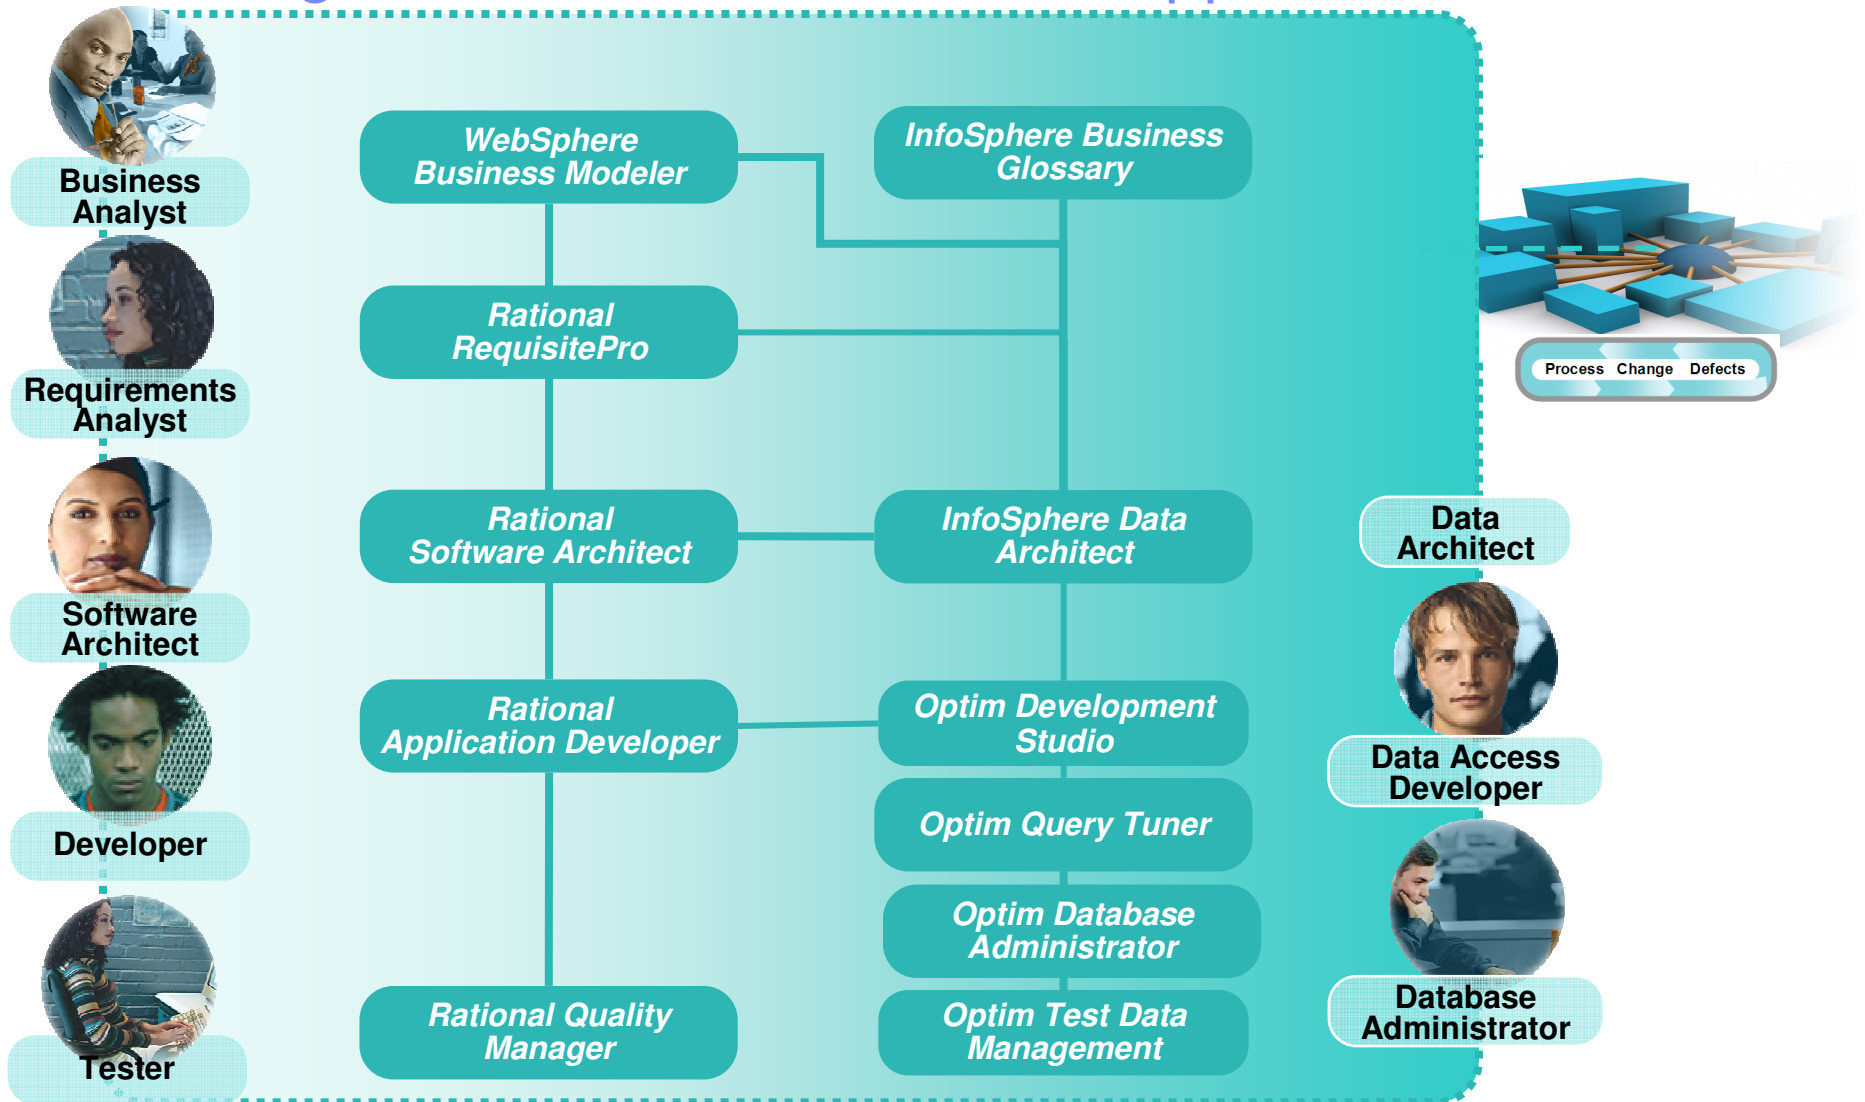 Business
Analyst
WebSphere
Business Modeler
InfoSphere Business
Glossary
Requirements
Analyst
Rational
RequisitePro
Process Change Defects
Software
Architect
Rational
Software Architect
InfoSphere Data
Architect
Data
Architect
Developer
Rational
Application Developer
Optim Development
Studio
Data Access
Developer
Optim Query Tuner
Optim Database
Administrator
Tester
Rational Quality
Manager
Optim Test Data
Management
Database
Administrator